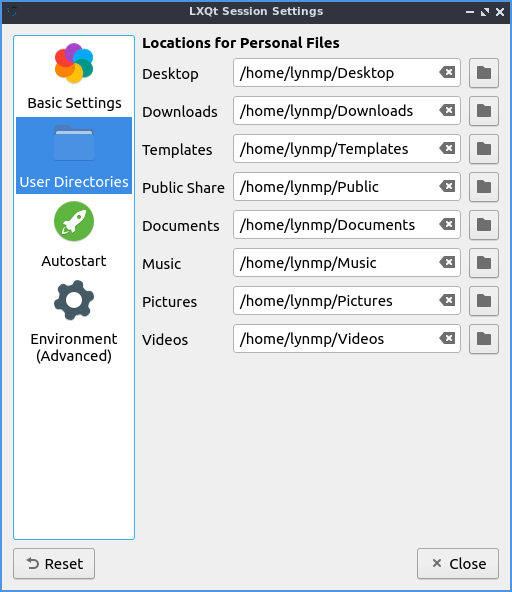 LXQt Session Settings
Basic Settings
User Directories
Autostart
Environment
(Advanced)
Locations for Personal Files
Desktop /home/lynmp/Desktop
Downloads /home/lynmp/Downloads
Templates /home/lynmp/Templates
Public Share /home/lynmp/Public
Documents /home/lynmp/Documents
Music /home/lynmp/Music
Pictures /home/lynmp/Pictures
Videos /home/lynmp/Videos
Reset
Close